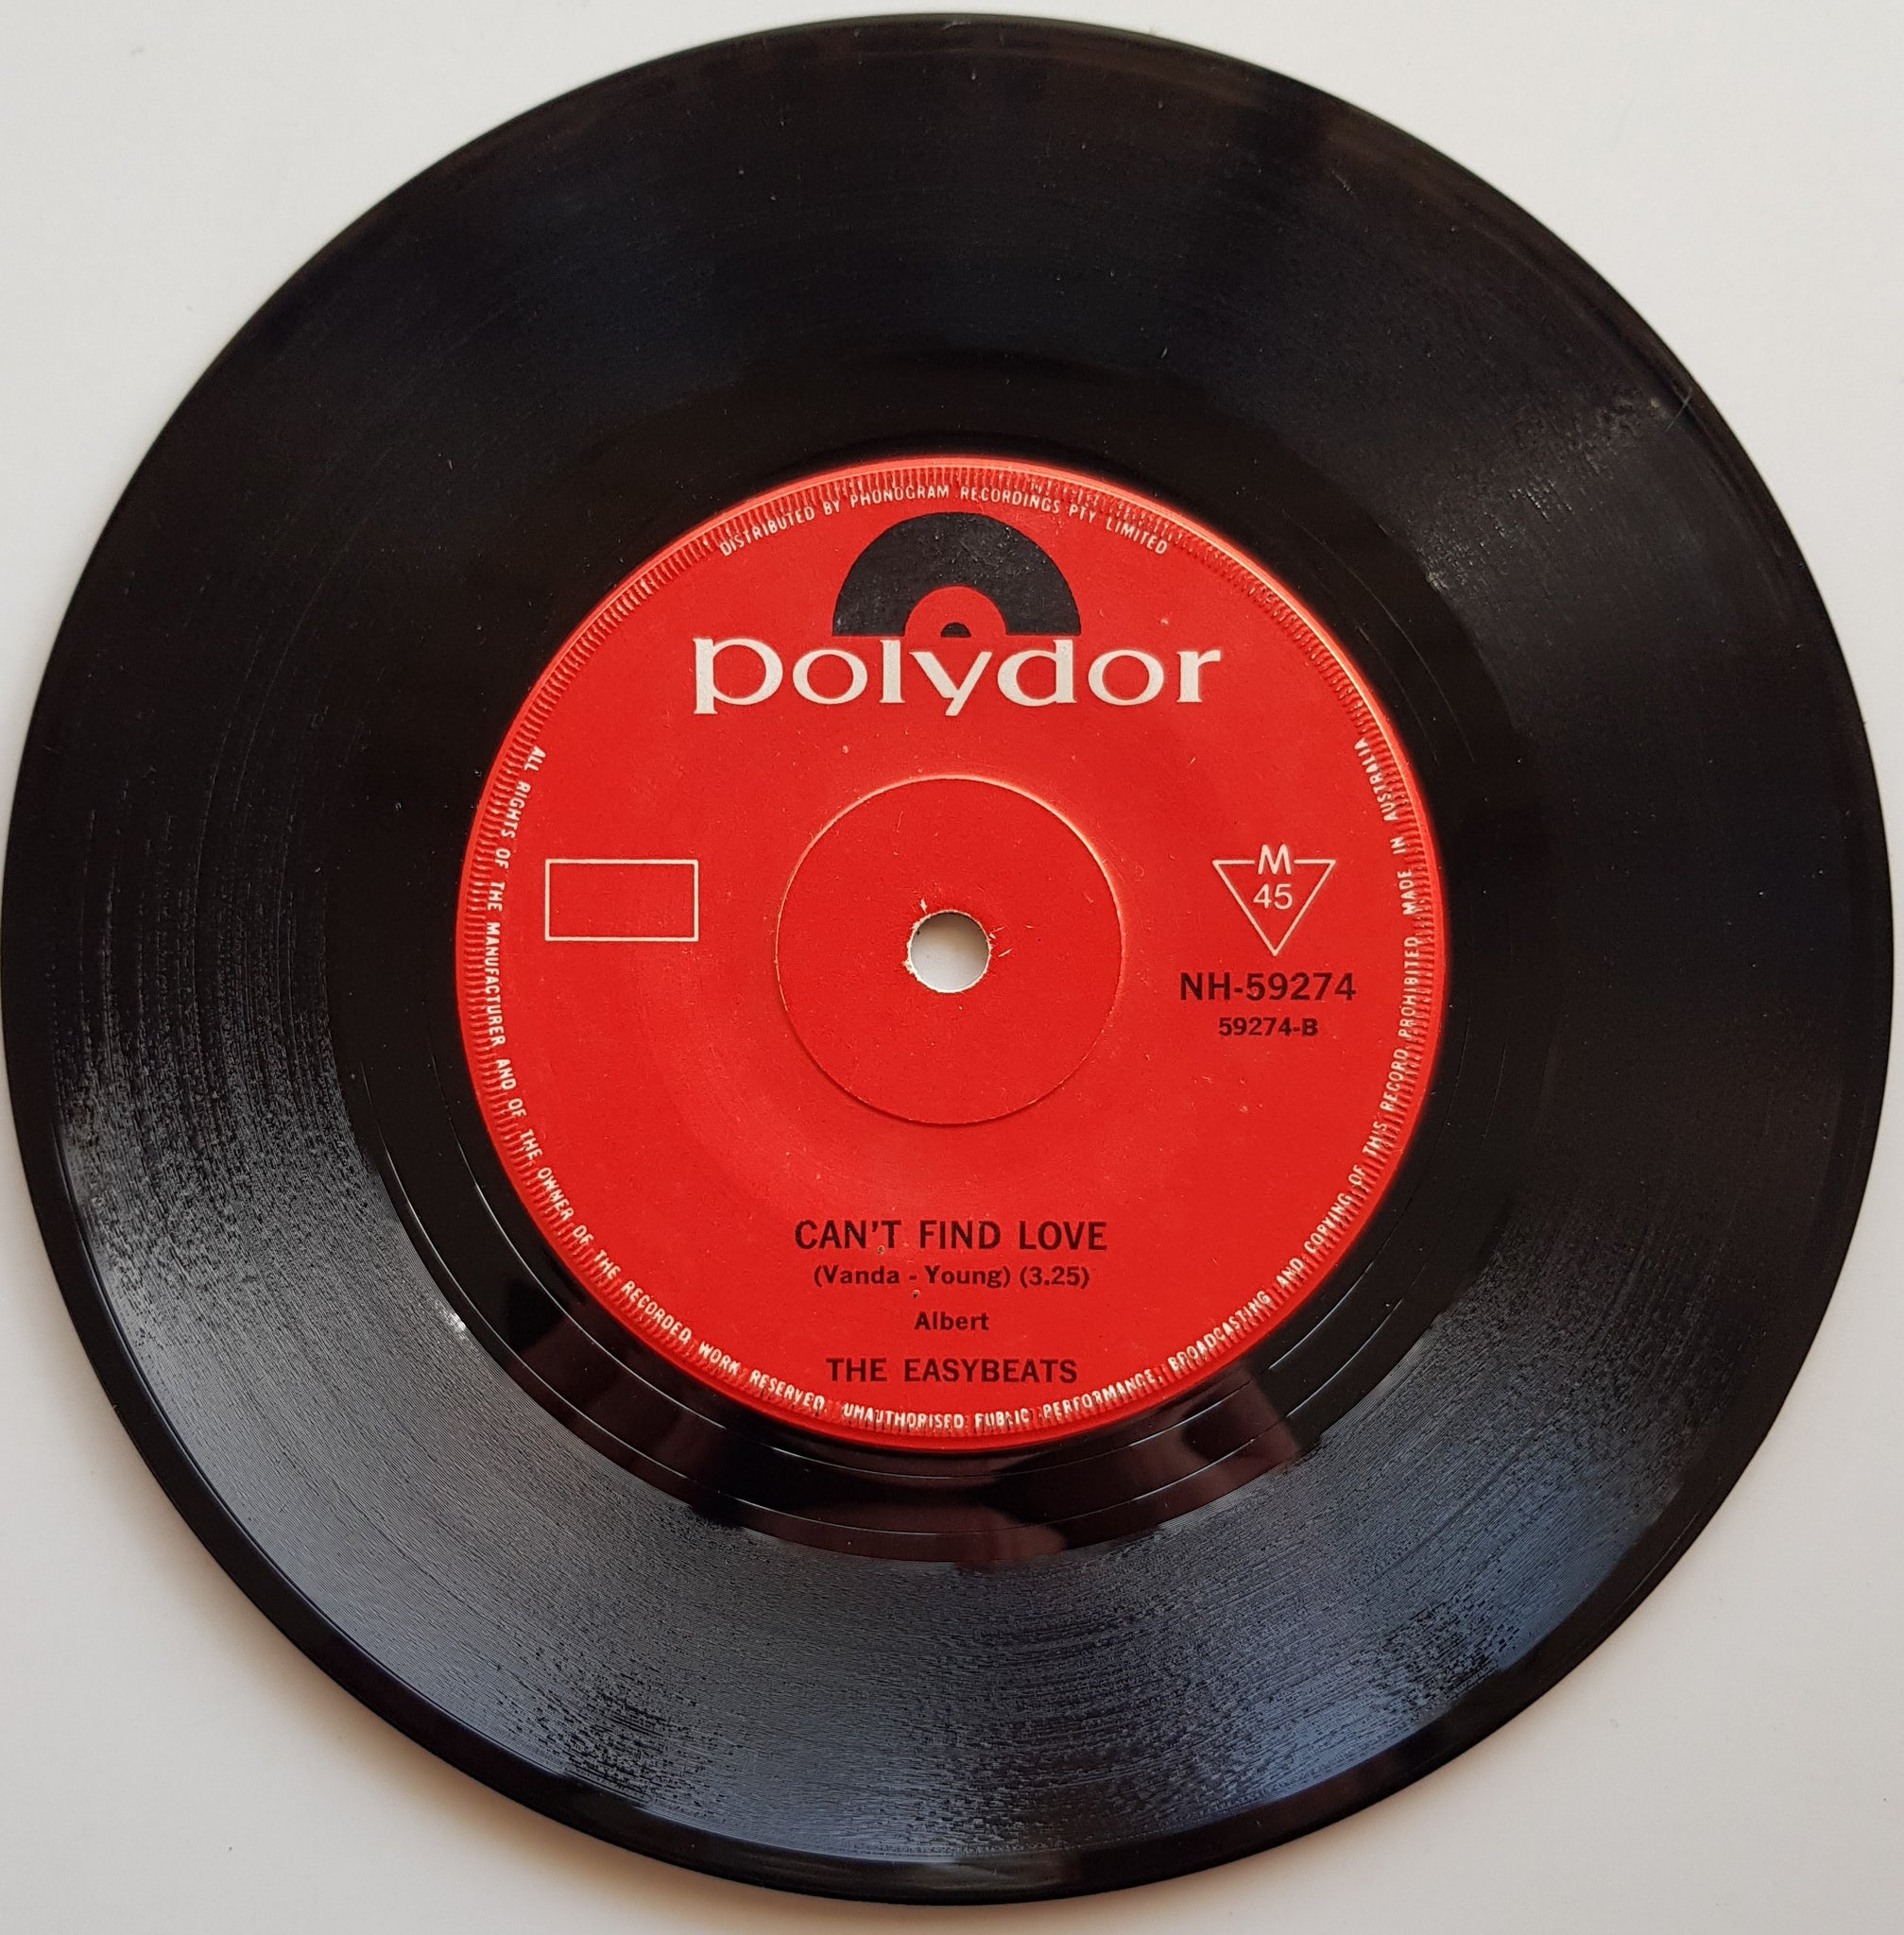 DISTRIBUTED BY PHONOGRAM RECORDINGS PTY LIMITED
polydor
M
45
NH-59274
59274-B
CAN'T FIND LOVE
(Vanda - Young) (3.25)
Albert
THE EASYBEATS
ALL RIGHTS OF THE MANUFACTURER AND OF THE OWNER OF THE RECORDED WORK RESERVED. UNAUTHORISED PUBLIC PERFORMANCE, BROADCASTING AND COPYING OF THIS RECORD PROHIBITED MADE IN AUSTRALIA